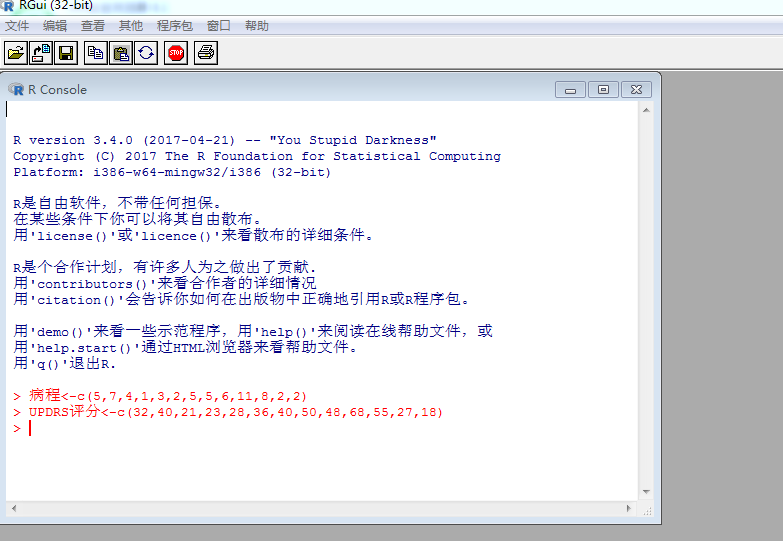 RGui (32-bit)
文件 编辑 查看 其他 程序包 窗口 帮助
STOP
R Console
R version 3.4.0 (2017-04-21) -- "You Stupid Darkness"
Copyright (C) 2017 The R Foundation for Statistical Computing
Platform: i386-w64-mingw32/i386 (32-bit)
R是自由软件，不带任何担保。
在某些条件下你可以将其自由散布。
用'license()'或'licence()'来看散布的详细条件。
R是个合作计划，有许多人为之做出了贡献.
用'contributors()'来看合作者的详细情况
用'citation()'会告诉你如何在出版物中正确地引用R或R程序包。
用'demo()'来看一些示范程序，用'help()'来阅读在线帮助文件，或
用'help.start()'通过HTML浏览器来看帮助文件。
用'q()'退出R.
> 病程<-c(5,7,4,1,3,2,5,5,6,11,8,2,2)
> UPDRS评分<-c(32,40,21,23,28,36,40,50,48,68,55,27,18)
>